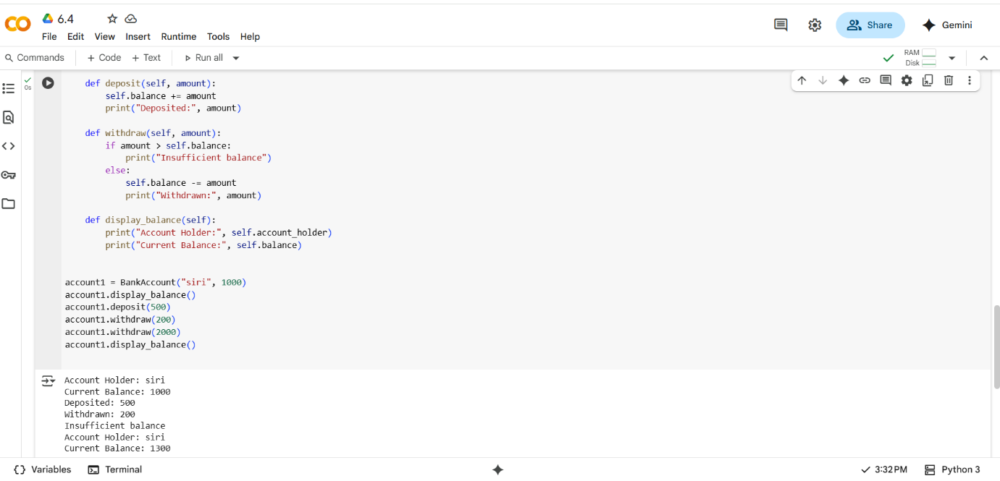 6.4
File Edit View Insert Runtime Tools Help
Share
Gemini
Commands + Code + Text Run all
RAM
Disk
0s
def deposit(self, amount):
self.balance += amount
print("Deposited:", amount)
def withdraw(self, amount):
if amount > self.balance:
print("Insufficient balance")
else:
self.balance -= amount
print("Withdrawn:", amount)
def display_balance(self):
print("Account Holder:", self.account_holder)
print("Current Balance:", self.balance)
account1 = BankAccount("siri", 1000)
account1.display_balance()
account1.deposit(500)
account1.withdraw(200)
account1.withdraw(2000)
account1.display_balance()
Account Holder: siri
Current Balance: 1000
Deposited: 500
Withdrawn: 200
Insufficient balance
Account Holder: siri
Current Balance: 1300
Variables Terminal 3:32 PM Python 3